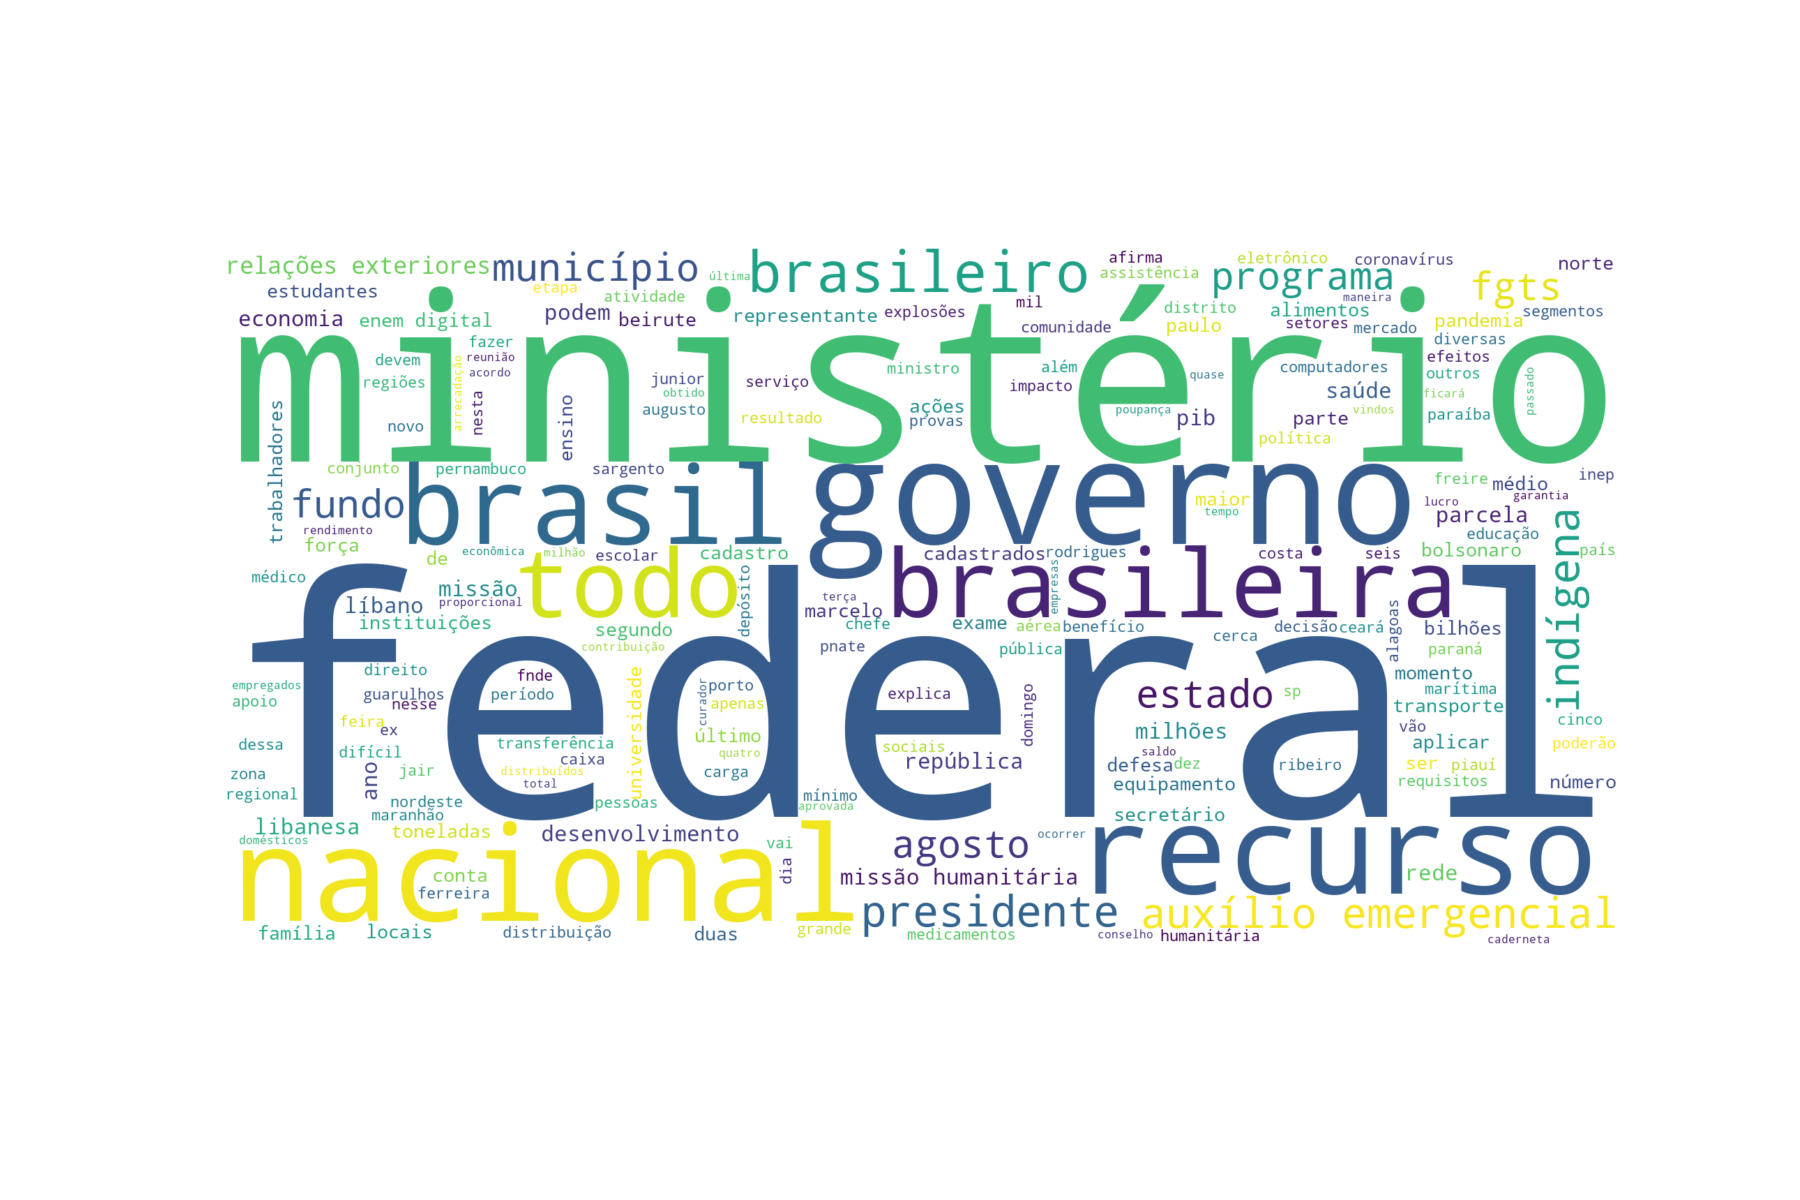 relações exteriores
município
última
brasileiro
afirma
eletrônico
coronavírus
norte
assistência
programa
fgts
estudantes
etapa
atividade
mil
maneira
economia
enem digital
podem
beirute
representante
explosões
comunidade
distrito
paulo
alimentos
setores
mercado
pandemia
segmentos
ministério
fazer
diversas
devem
reunião
acordo
arrecadação
ministro
além
quase
computadores
efeitos
outros
regiões
nesta
junior
obtido
serviço
impacto
saúde
ficará
passado
novo
ensino
augusto
resultado
ações
provas
poupança
pib
parte
vindos
paraíba
política
trabalhadores
conjunto
pernambuco
sargento
freire
médio
inep
fundo
brasil
governo
maior
tempo
lucro
garantia
parcela
rendimento
educação
força
de
econômica
milhão
escolar
cadastro
cadastrados
rodrigues
costa
seis
bolsonaro
país
indígena
médico
missão
todo
depósito
terça
empresas
brasileira
líbano
proporcional
marcelo
instituições
segundo
chefe
exame
aérea
benefício
decisão
ceará
bilhões
contribuição
pnate
pública
cerca
alagoas
paraná
federal
direito
fnde
momento
empregados
apoio
guarulhos
nesse
período
universidade
curador
porto
apenas
explica
domingo
estado
sp
marítima
transporte
feira
ex
cinco
vão
dessa
difícil
transferência
caixa
último
quatro
sociais
república
milhões
saldo
aplicar
poderão
zona
jair
ano
distribuídos
total
carga
defesa
dez
ribeiro
ser
piauí
regional
equipamento
requisitos
número
nordeste
maranhão
pessoas
mínimo
aprovada
secretário
libanesa
toneladas
desenvolvimento
vai
agosto
ocorrer
domésticos
nacional
dia
recurso
conta
ferreira
missão humanitária
rede
presidente
auxílio emergencial
família
locais
distribuição
duas
grande
medicamentos
conselho
humanitária
caderneta